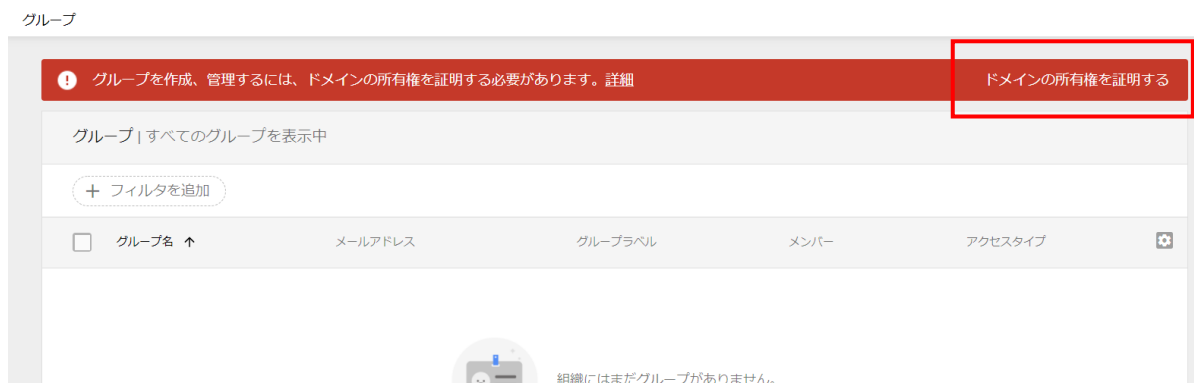 グループ
グループを作成、管理するには、ドメインの所有権を証明する必要があります。詳細 ドメインの所有権を証明する
グループ | すべてのグループを表示中
+ フィルタを追加
グループ名 ↑ メールアドレス グループラベル メンバー アクセスタイプ
組織にはまだグループがありません。